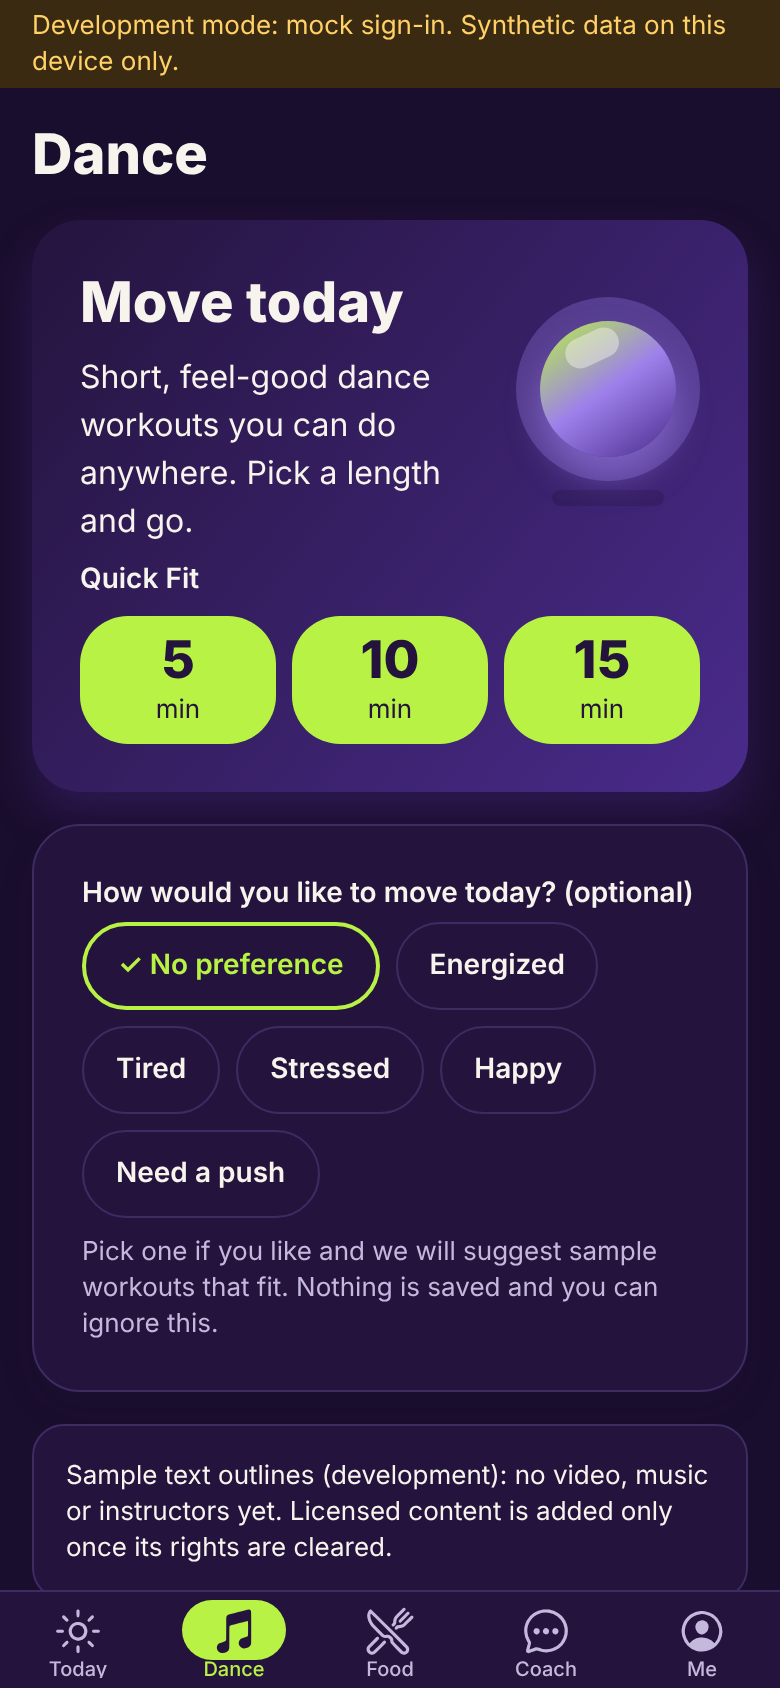 Development mode: mock sign-in. Synthetic data on this
device only.
Dance
Move today
Short, feel-good dance
workouts you can do
anywhere. Pick a length
and go.
Quick Fit
5 10 15
min min min
How would you like to move today? (optional)
✓ No preference Energized
Tired Stressed Happy
Need a push
Pick one if you like and we will suggest sample
workouts that fit. Nothing is saved and you can
ignore this.
Sample text outlines (development): no video, music
or instructors yet. Licensed content is added only
once its rights are cleared.
Today Dance Food Coach Me